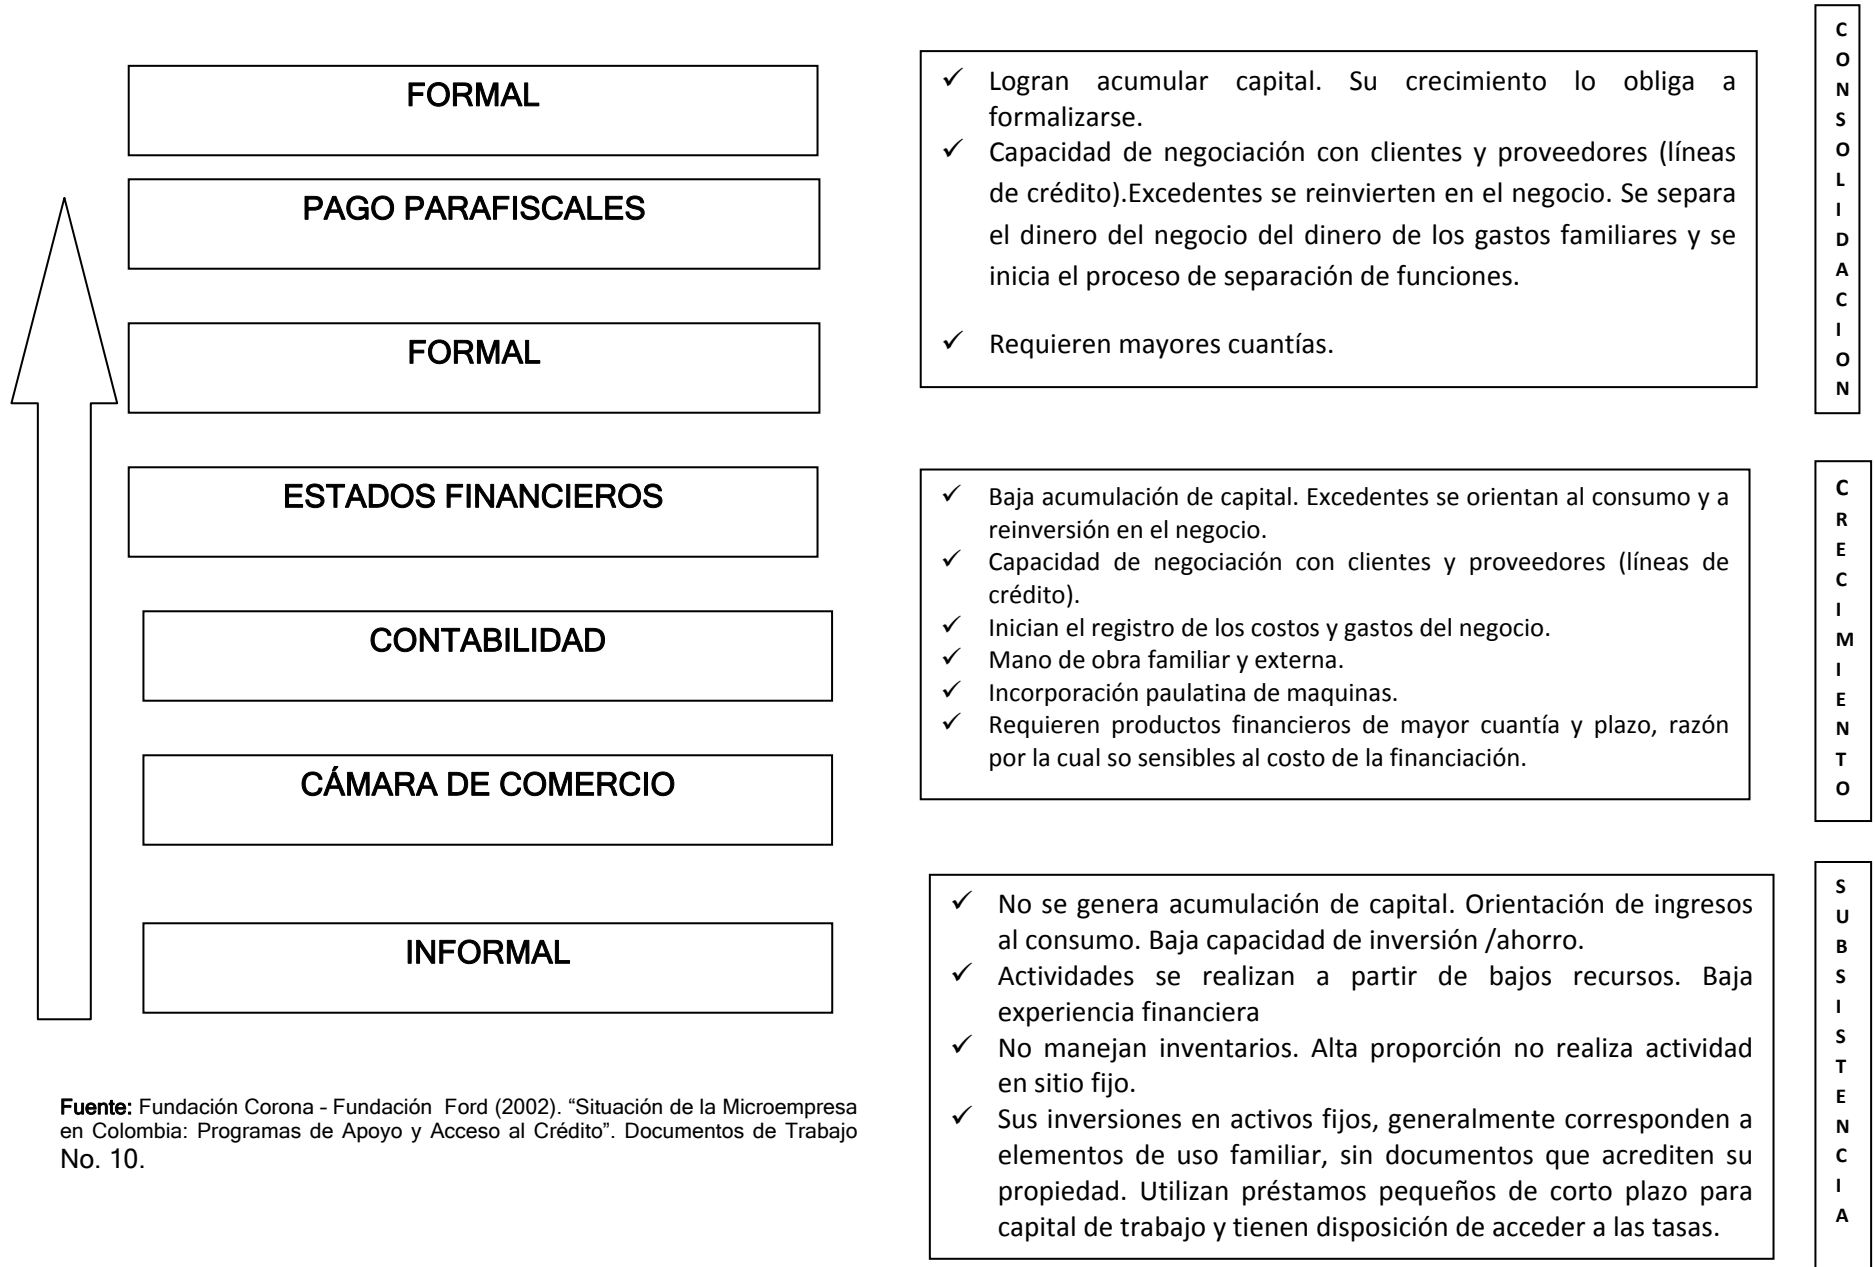 FORMAL
PAGO PARAFISCALES
FORMAL
ESTADOS FINANCIEROS
CONTABILIDAD
CÁMARA DE COMERCIO
INFORMAL
Fuente: Fundación Corona - Fundación Ford (2002). “Situación de la Microempresa
en Colombia: Programas de Apoyo y Acceso al Crédito”. Documentos de Trabajo
No. 10.
✓ Logran acumular capital. Su crecimiento lo obliga a
formalizarse.
✓ Capacidad de negociación con clientes y proveedores (líneas
de crédito).Excedentes se reinvierten en el negocio. Se separa
el dinero del negocio del dinero de los gastos familiares y se
inicia el proceso de separación de funciones.
✓ Requieren mayores cuantías.
CONSOLIDACION
✓ Baja acumulación de capital. Excedentes se orientan al consumo y a
reinversión en el negocio.
✓ Capacidad de negociación con clientes y proveedores (líneas de
crédito).
✓ Inician el registro de los costos y gastos del negocio.
✓ Mano de obra familiar y externa.
✓ Incorporación paulatina de maquinas.
✓ Requieren productos financieros de mayor cuantía y plazo, razón
por la cual so sensibles al costo de la financiación.
CRECIMIENTO
✓ No se genera acumulación de capital. Orientación de ingresos
al consumo. Baja capacidad de inversión /ahorro.
✓ Actividades se realizan a partir de bajos recursos. Baja
experiencia financiera
✓ No manejan inventarios. Alta proporción no realiza actividad
en sitio fijo.
✓ Sus inversiones en activos fijos, generalmente corresponden a
elementos de uso familiar, sin documentos que acrediten su
propiedad. Utilizan préstamos pequeños de corto plazo para
capital de trabajo y tienen disposición de acceder a las tasas.
SUBSISTENCIA